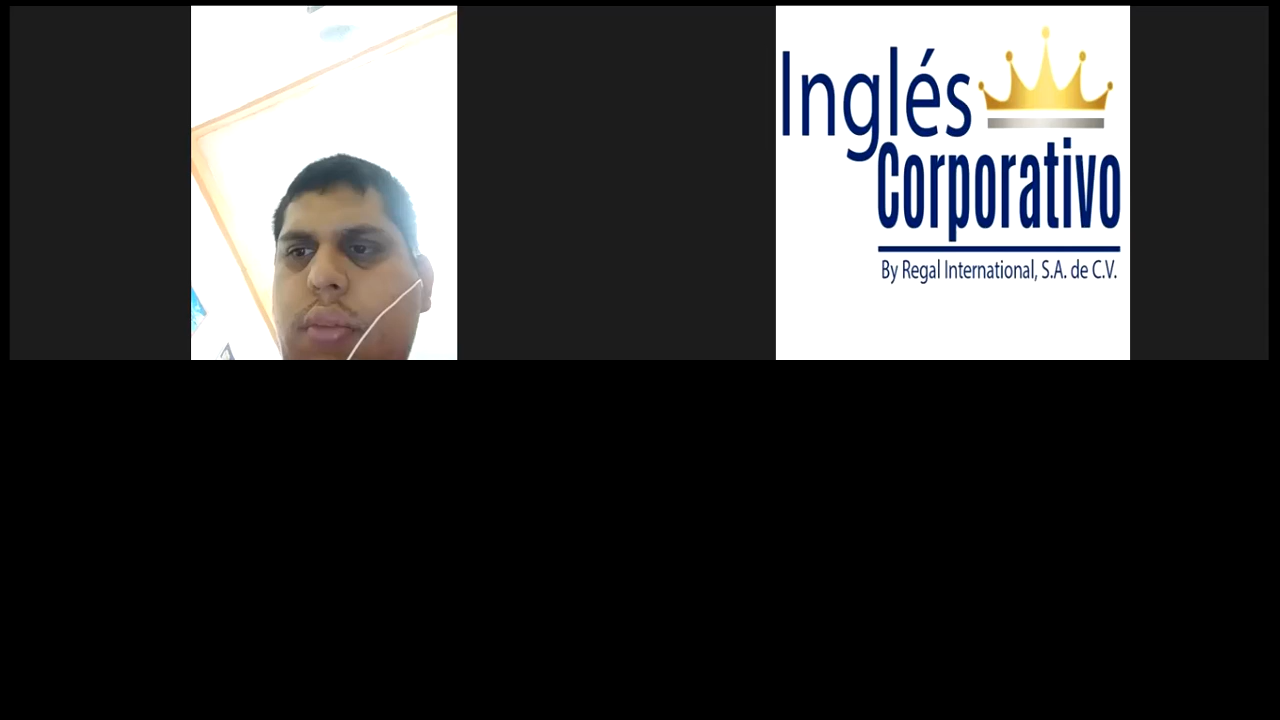 Inglés
Corporativo
By Regal International, S.A. de C.V.